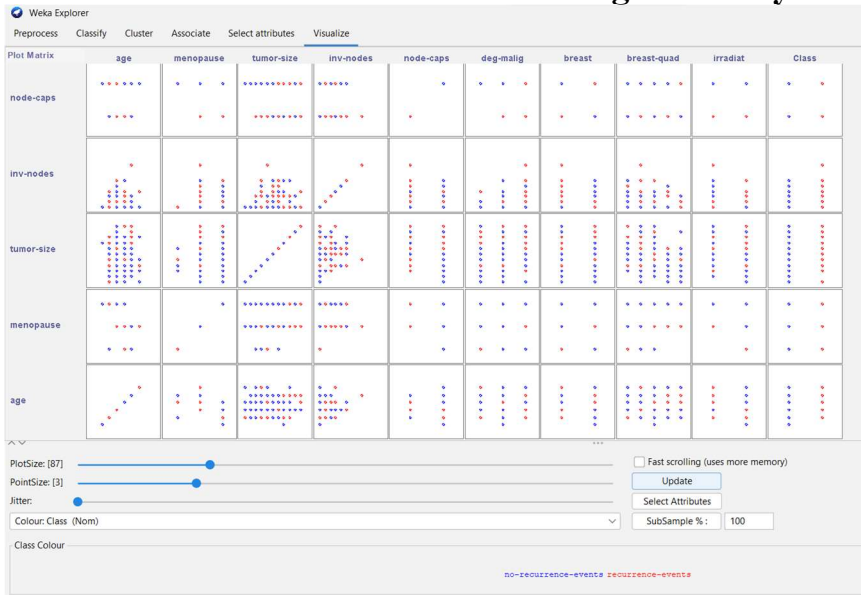 Weka Explorer
Preprocess Classify Cluster Associate Select attributes Visualize
Plot Matrix age menopause tumor-size inv-nodes node-caps deg-malig breast breast-quad irradiat Class
node-caps
inv-nodes
tumor-size
menopause
age
PlotSize: [87]
Fast scrolling (uses more memory)
PointSize: [3]
Update
Jitter:
Select Attributes
Colour: Class (Nom)
SubSample % : 100
Class Colour
no-recurrence-events recurrence-events